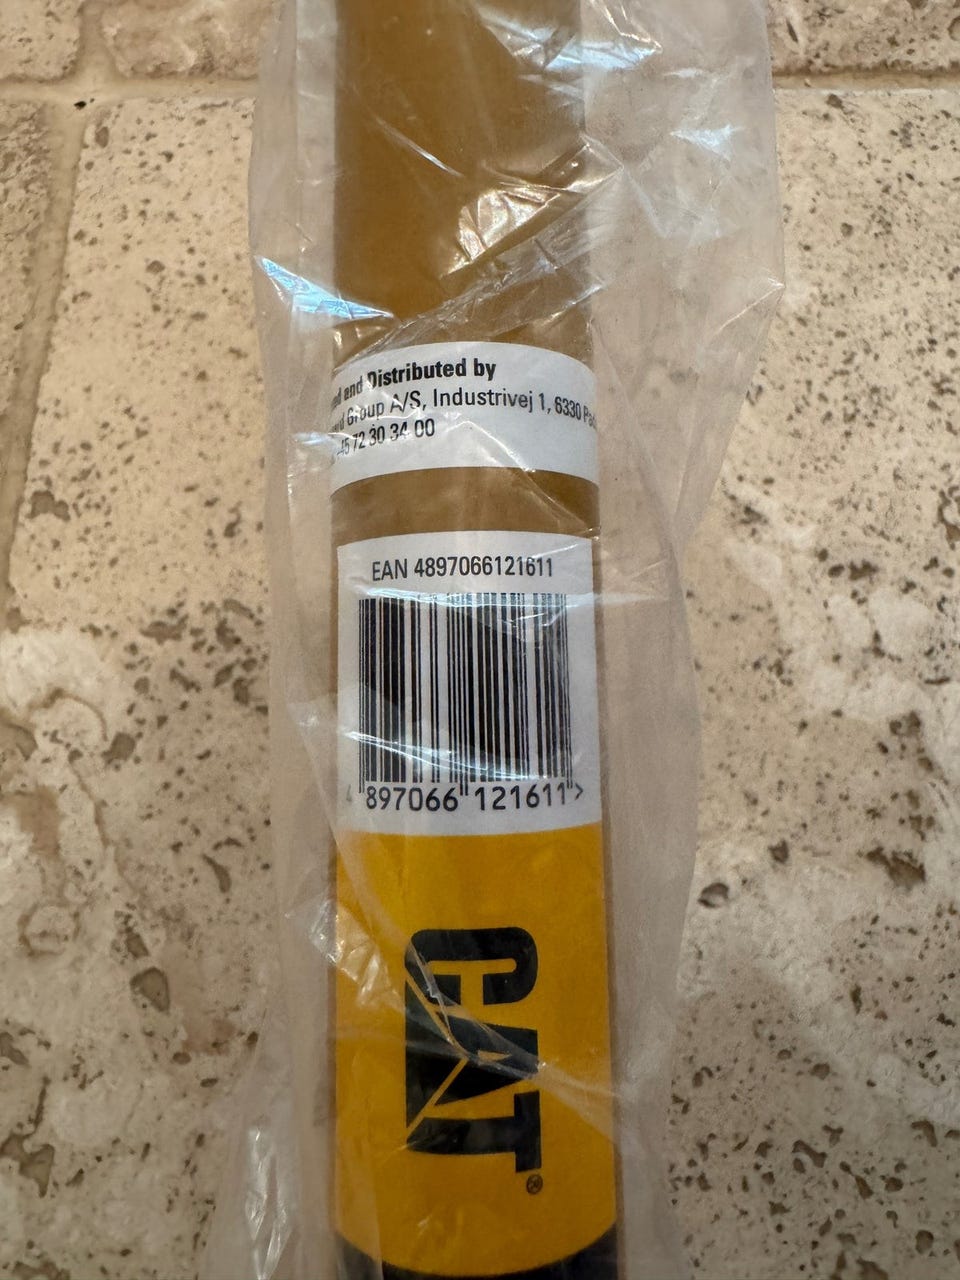 and Distributed by
Group A/S, Industrivej 1, 6330
45 72 30 34 00
EAN 4897066121611
4 897066 121611 >
CAT®